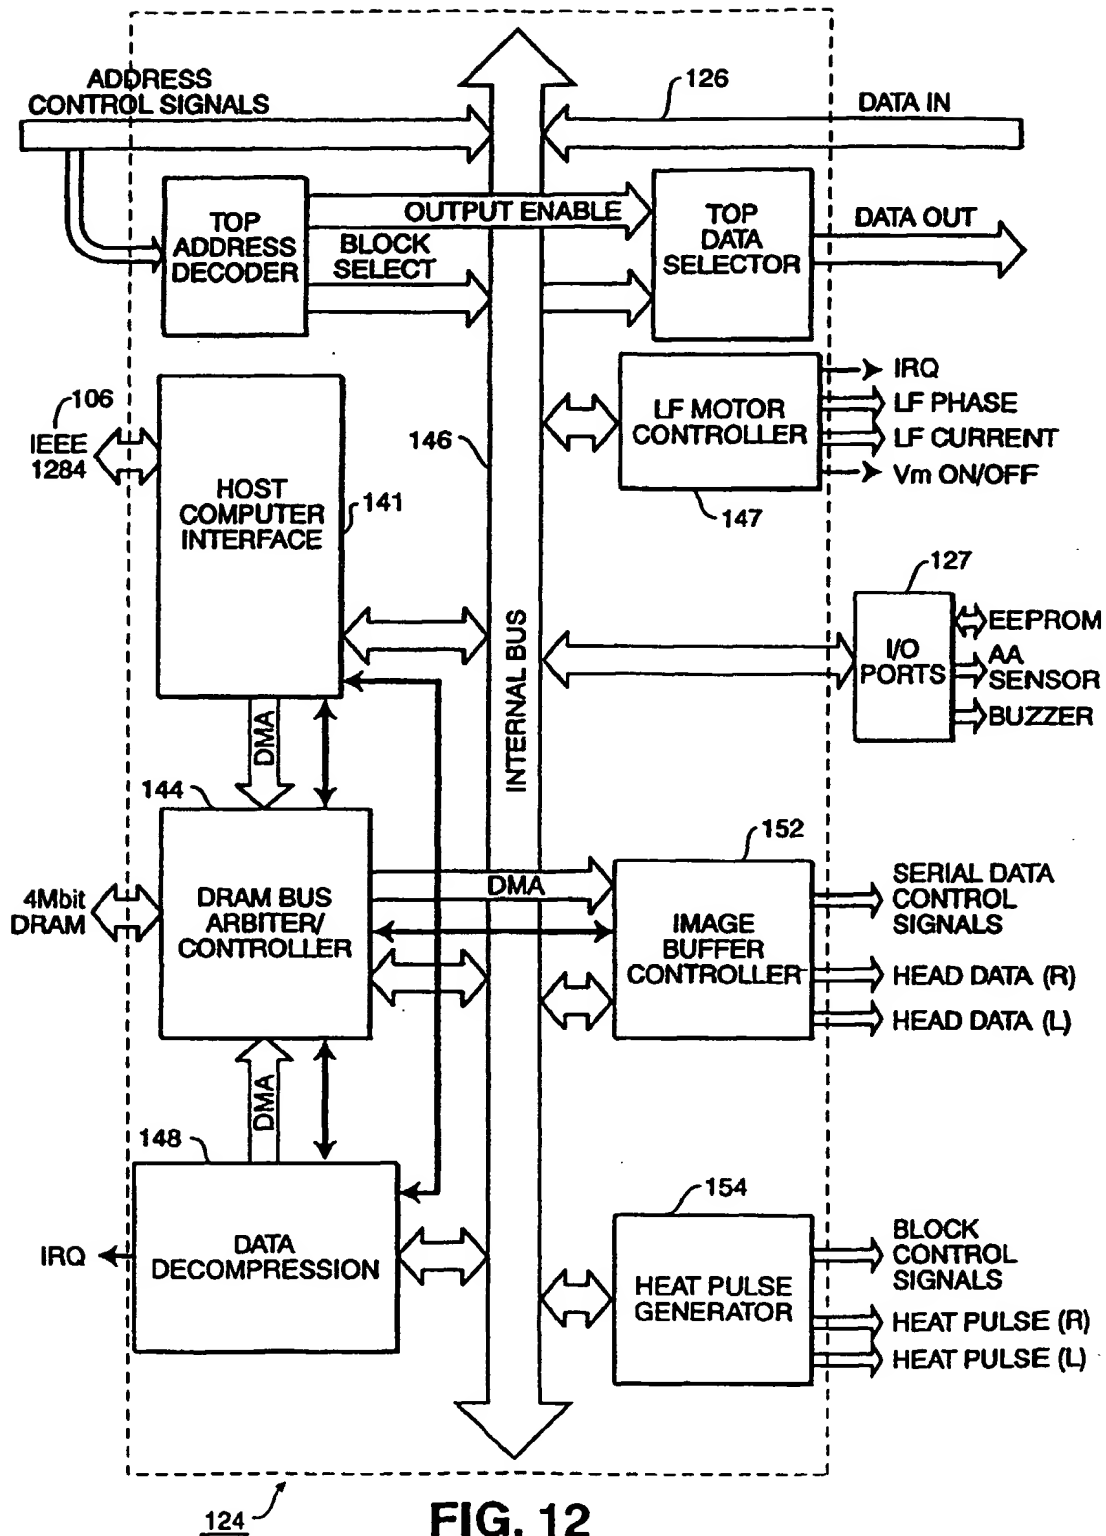 ADDRESS
CONTROL SIGNALS
126
DATA IN
TOP
ADDRESS
DECODER
OUTPUT ENABLE
BLOCK
SELECT
TOP
DATA
SELECTOR
DATA OUT
106
IEEE
1284
HOST
COMPUTER
INTERFACE
141
146
LF MOTOR
CONTROLLER
147
IRQ
LF PHASE
LF CURRENT
Vm ON/OFF
127
I/O
PORTS
EEPROM
AA
SENSOR
BUZZER
INTERNAL BUS
DMA
144
4Mbit
DRAM
DRAM BUS
ARBITER/
CONTROLLER
DMA
152
IMAGE
BUFFER
CONTROLLER
SERIAL DATA
CONTROL
SIGNALS
HEAD DATA (R)
HEAD DATA (L)
DMA
148
IRQ
DATA
DECOMPRESSION
154
HEAT PULSE
GENERATOR
BLOCK
CONTROL
SIGNALS
HEAT PULSE (R)
HEAT PULSE (L)
124
FIG. 12